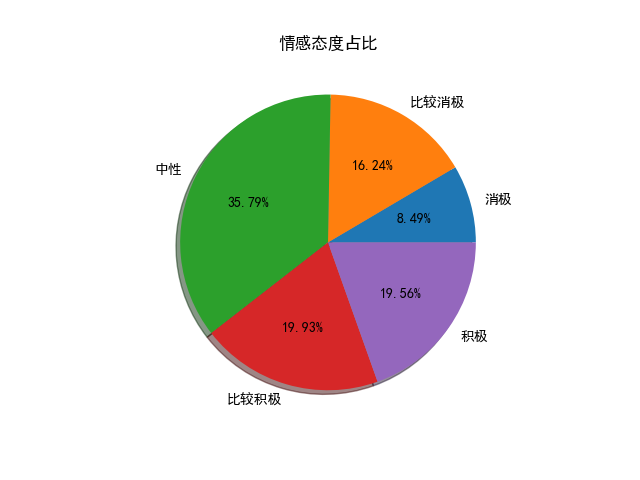 情感态度占比
比较消极
16.24%
中性
消极
35.79%
8.49%
19.56%
19.93%
积极
比较积极